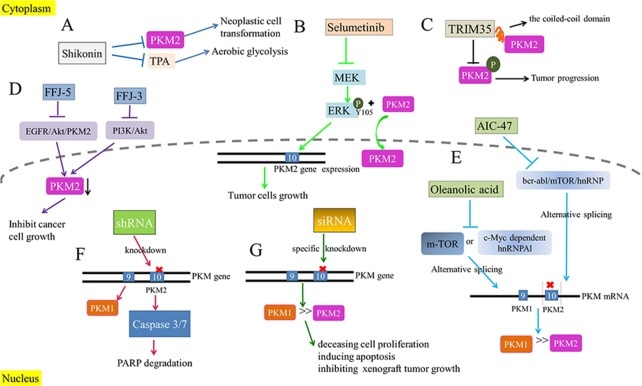 Cytoplasm
A
Shikonin
PKM2
TPA
Neoplastic cell
transformation
Aerobic glycolysis
B
Selumetinib
MEK
ERK
P
Y105
+
PKM2
PKM2
10
PKM2 gene expression
Tumor cells growth
C
TRIM35
the coiled-coil domain
PKM2
P
PKM2
Tumor progression
D
FFJ-5
FFJ-3
EGFR/Akt/PKM2
PI3K/Akt
PKM2
Inhibit cancer
cell growth
AIC-47
E
bcr-abl/mTOR/hnRNP
Oleanolic acid
Alternative splicing
m-TOR
or
c-Myc dependent
hnRNPAl
Alternative splicing
9
10
PKM mRNA
PKM1
PKM2
PKM1 >> PKM2
shRNA
F
knockdown
9
10
PKM gene
PKM2
PKM1
Caspase 3/7
PARP degradation
siRNA
G
specific knockdown
9
10
PKM gene
PKM1 >> PKM2
deceasing cell proliferation
inducing apoptosis
inhibiting xenograft tumor growth
Nucleus